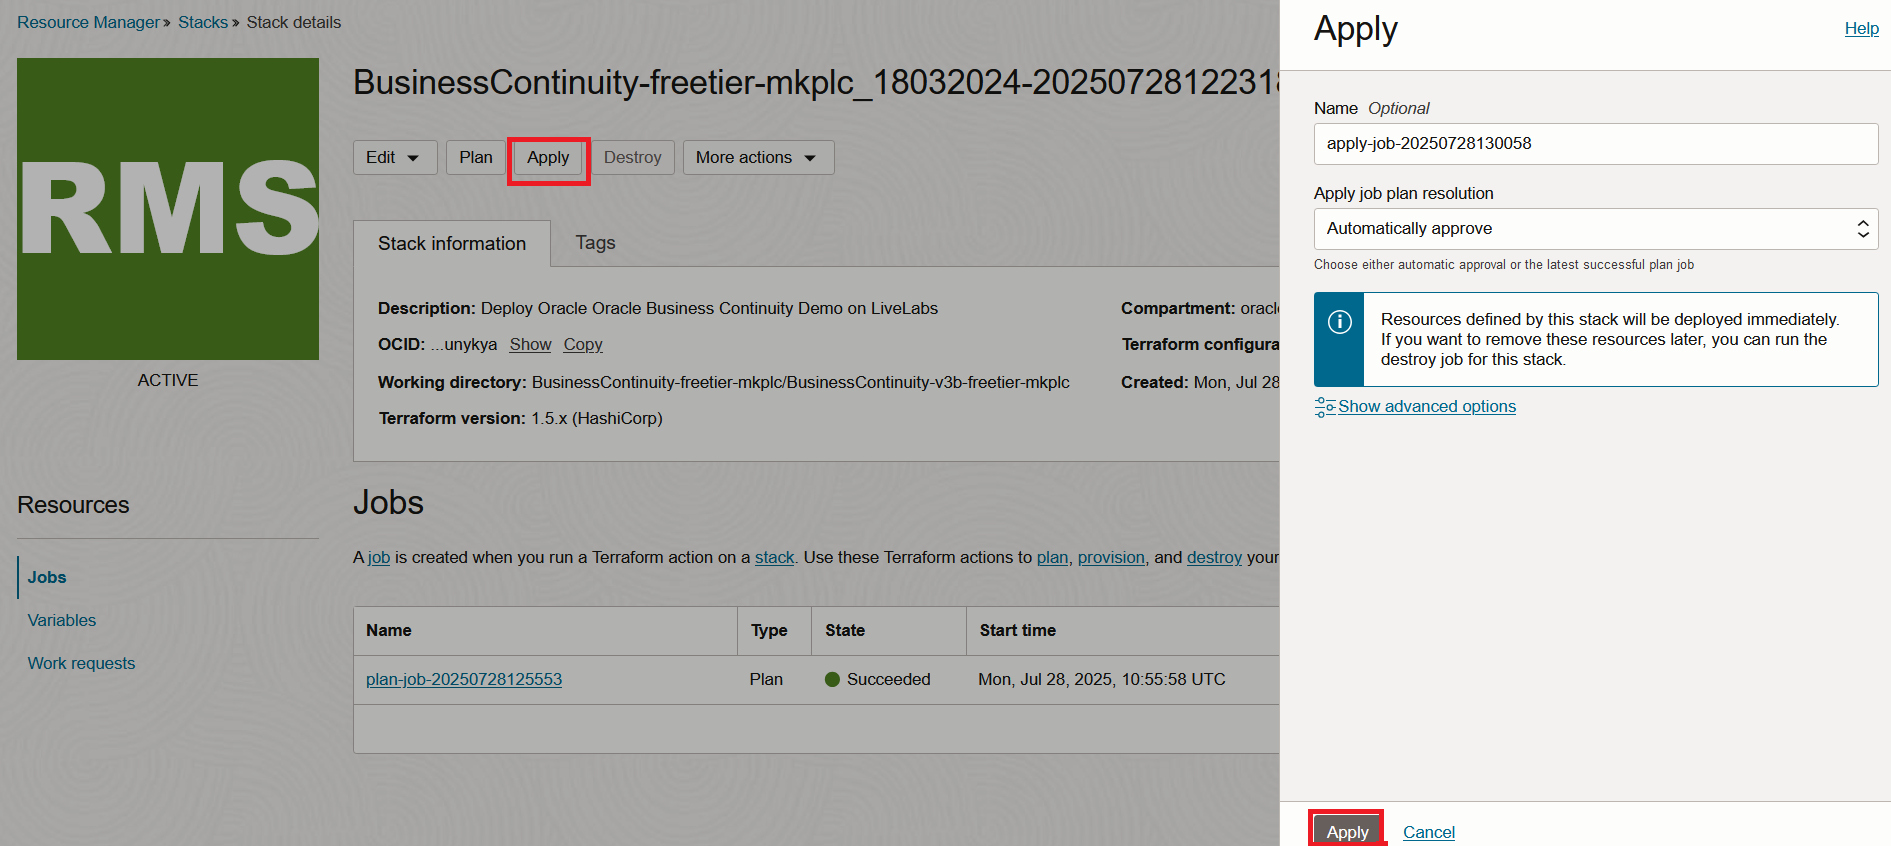 Resource Manager » Stacks » Stack details
RMS
ACTIVE
BusinessContinuity-freetier-mkplc_18032024-20250728122318
Edit
Plan
Apply
Destroy
More actions
Stack information
Tags
Description: Deploy Oracle Oracle Business Continuity Demo on LiveLabs
OCID: ...unykya Show Copy
Working directory: BusinessContinuity-freetier-mkplc/BusinessContinuity-v3b-freetier-mkplc
Terraform version: 1.5.x (HashiCorp)
Compartment: oracl
Terraform configura
Created: Mon, Jul 28
Resources
Jobs
Variables
Work requests
Jobs
A job is created when you run a Terraform action on a stack. Use these Terraform actions to plan, provision, and destroy your
Name Type State Start time
plan-job-20250728125553 Plan Succeeded Mon, Jul 28, 2025, 10:55:58 UTC
Apply
Help
Name Optional
apply-job-20250728130058
Apply job plan resolution
Automatically approve
Choose either automatic approval or the latest successful plan job
Resources defined by this stack will be deployed immediately.
If you want to remove these resources later, you can run the
destroy job for this stack.
Show advanced options
Apply
Cancel